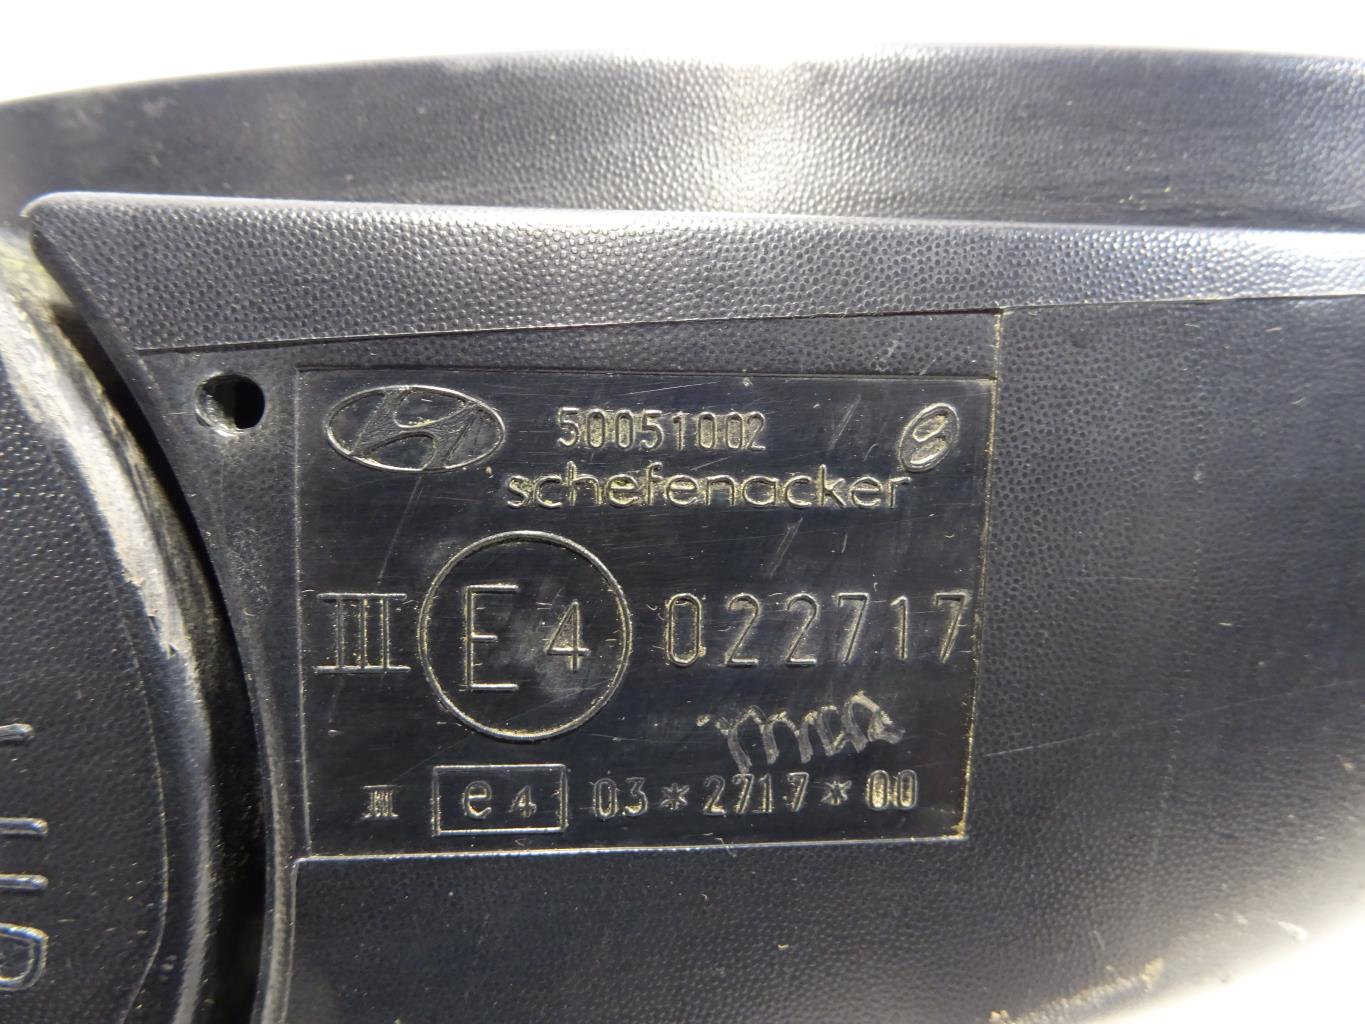 50051002
schefenacker
III E4 022717
III e4 03*2717*00